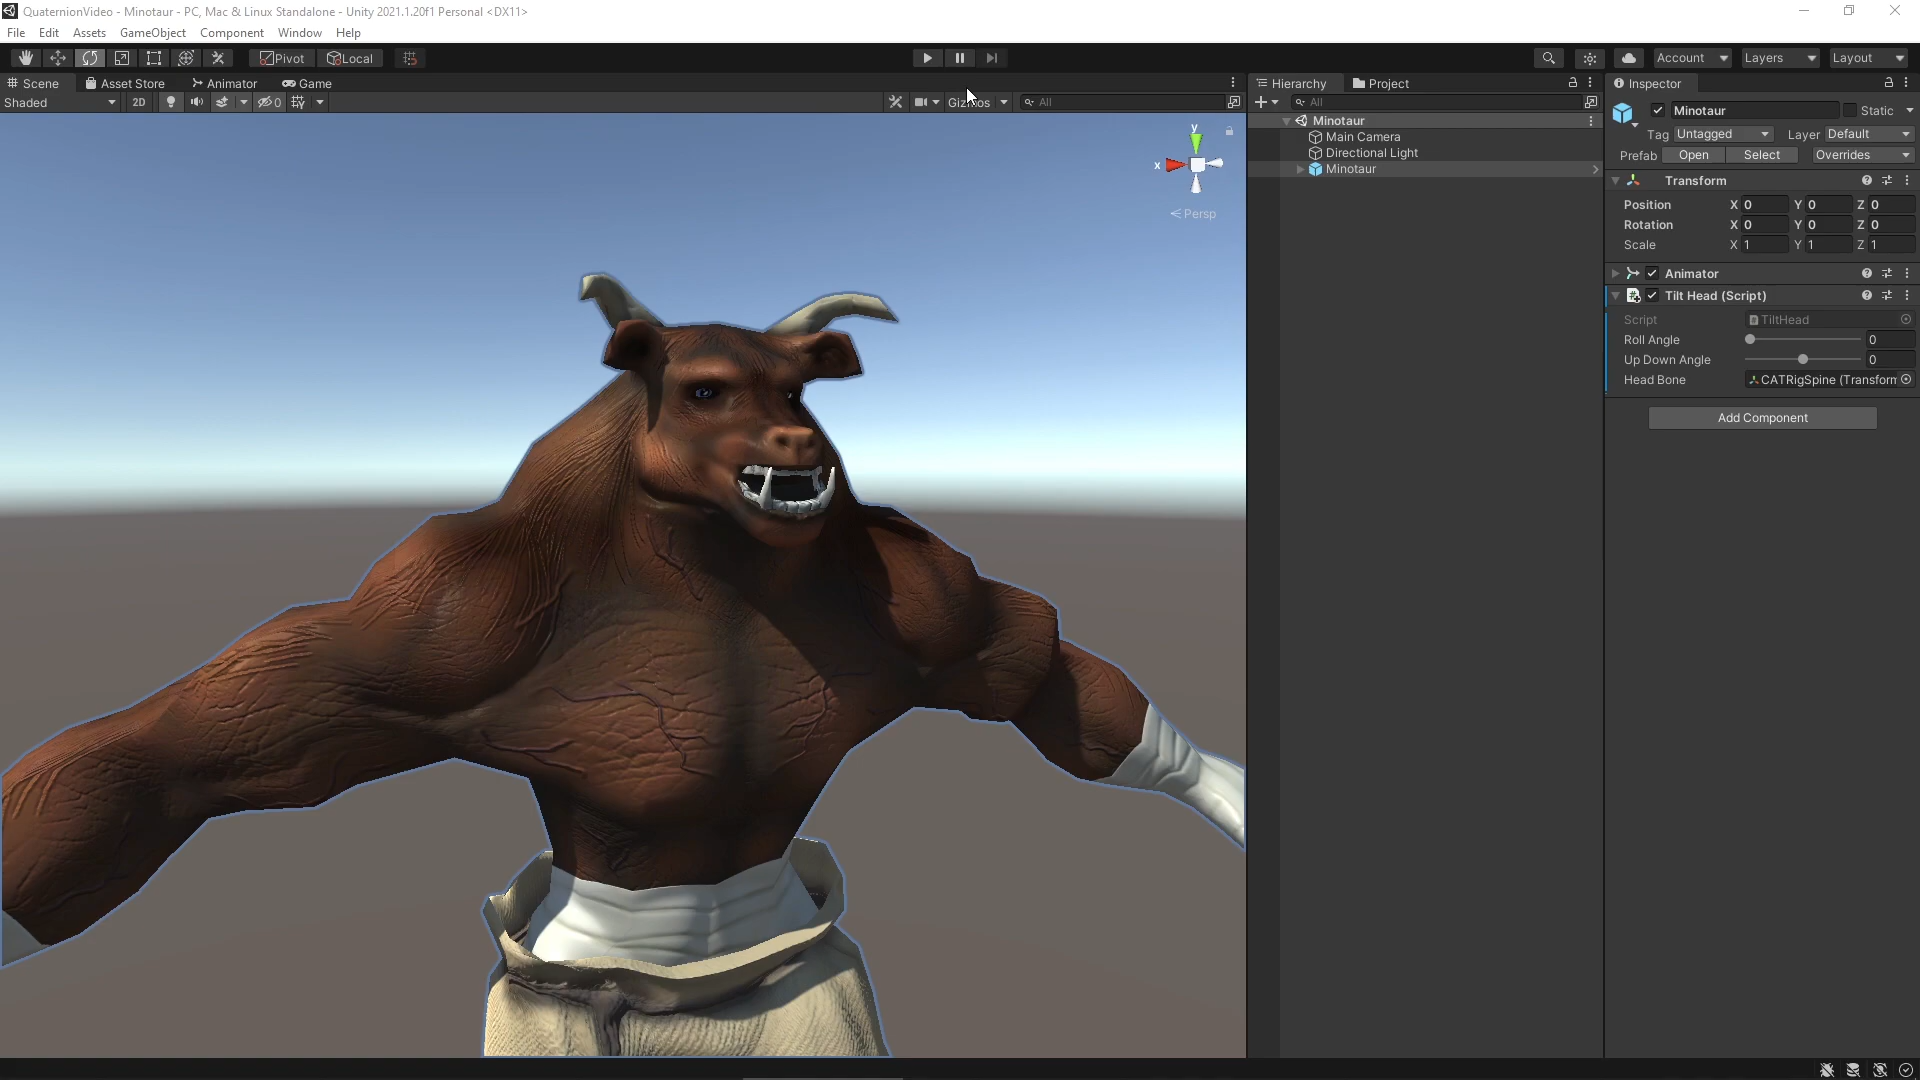 QuaternionVideo - Minotaur - PC, Mac & Linux Standalone - Unity 2021.1.20f1 Personal <DX11>
File Edit Assets GameObject Component Window Help
Pivot Local Account Layers Layout
Scene Asset Store Animator Game
Shaded 2D 0 Gizmos All
y
x
Persp
Hierarchy Project
All
Minotaur
Main Camera
Directional Light
Minotaur
Inspector
Minotaur Static
Tag Untagged Layer Default
Prefab Open Select Overrides
Transform
Position X 0 Y 0 Z 0
Rotation X 0 Y 0 Z 0
Scale X 1 Y 1 Z 1
Animator
Tilt Head (Script)
Script TiltHead
Roll Angle 0
Up Down Angle 0
Head Bone CATRigSpine (Transform
Add Component